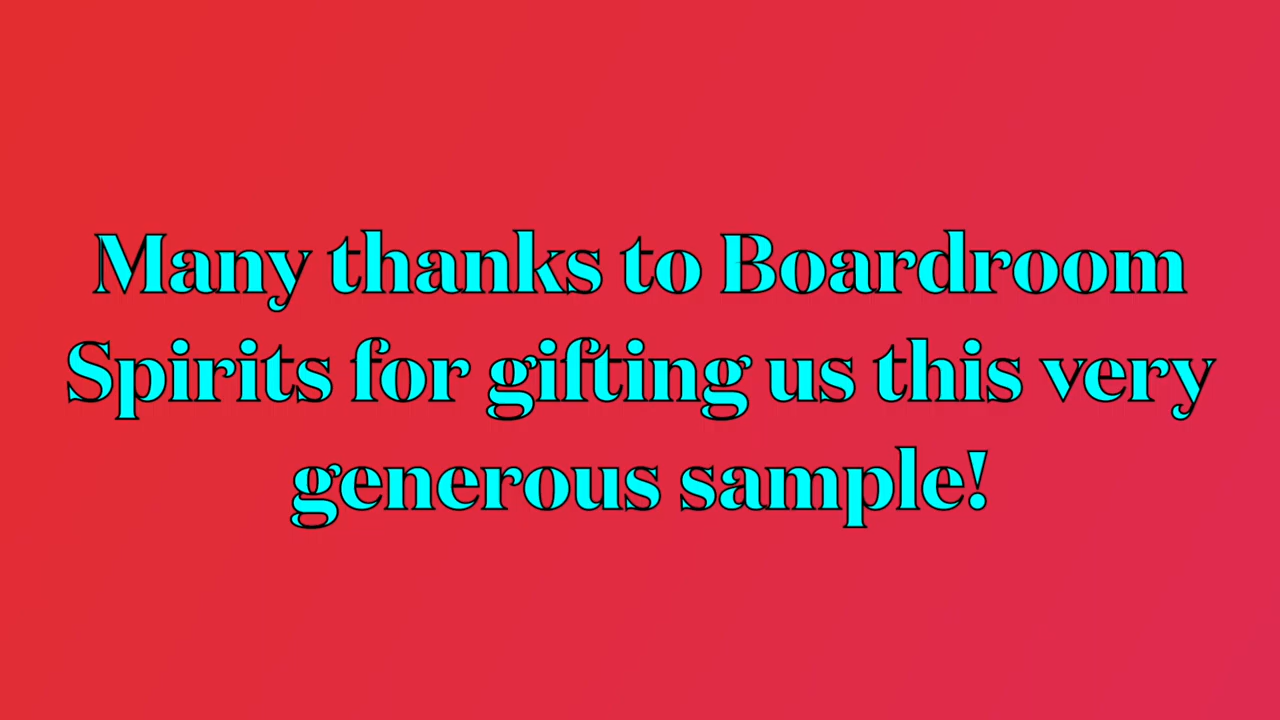 Many thanks to Boardroom
Spirits for gifting us this very
generous sample!